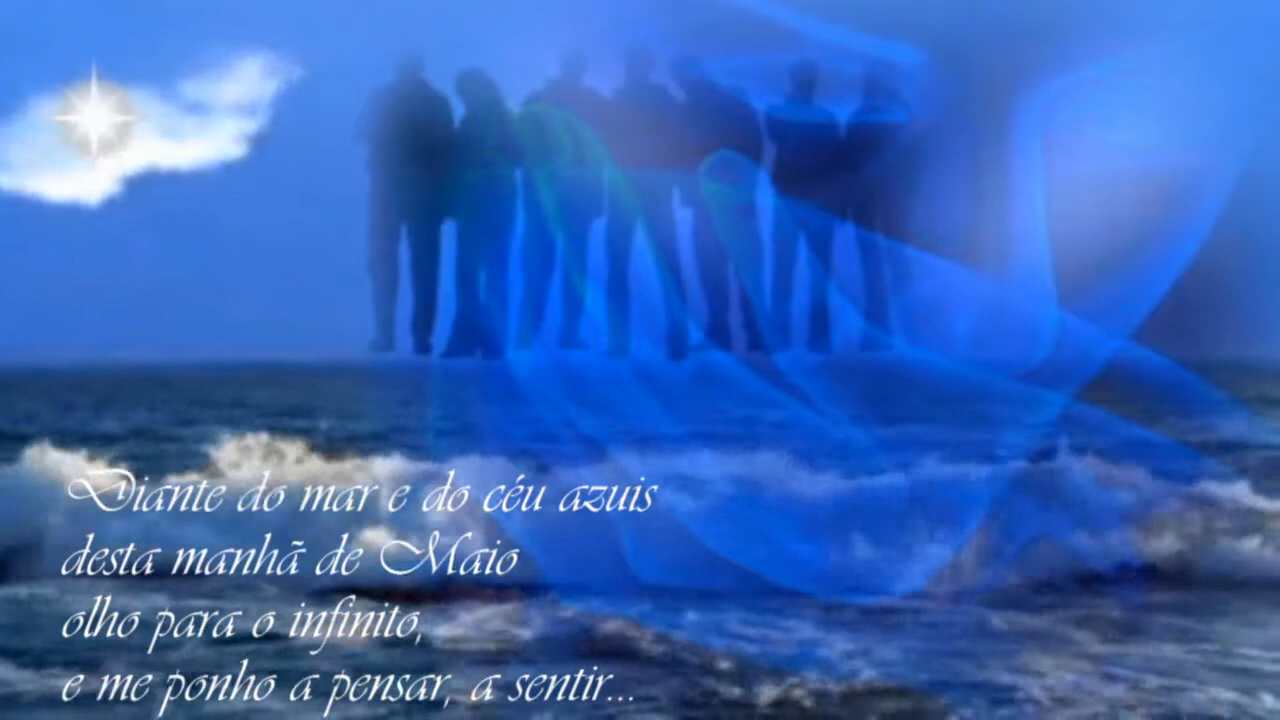 Diante do mar e do céu azuis
desta manhã de Maio
olho para o infinito,
e me ponho a pensar, a sentir...